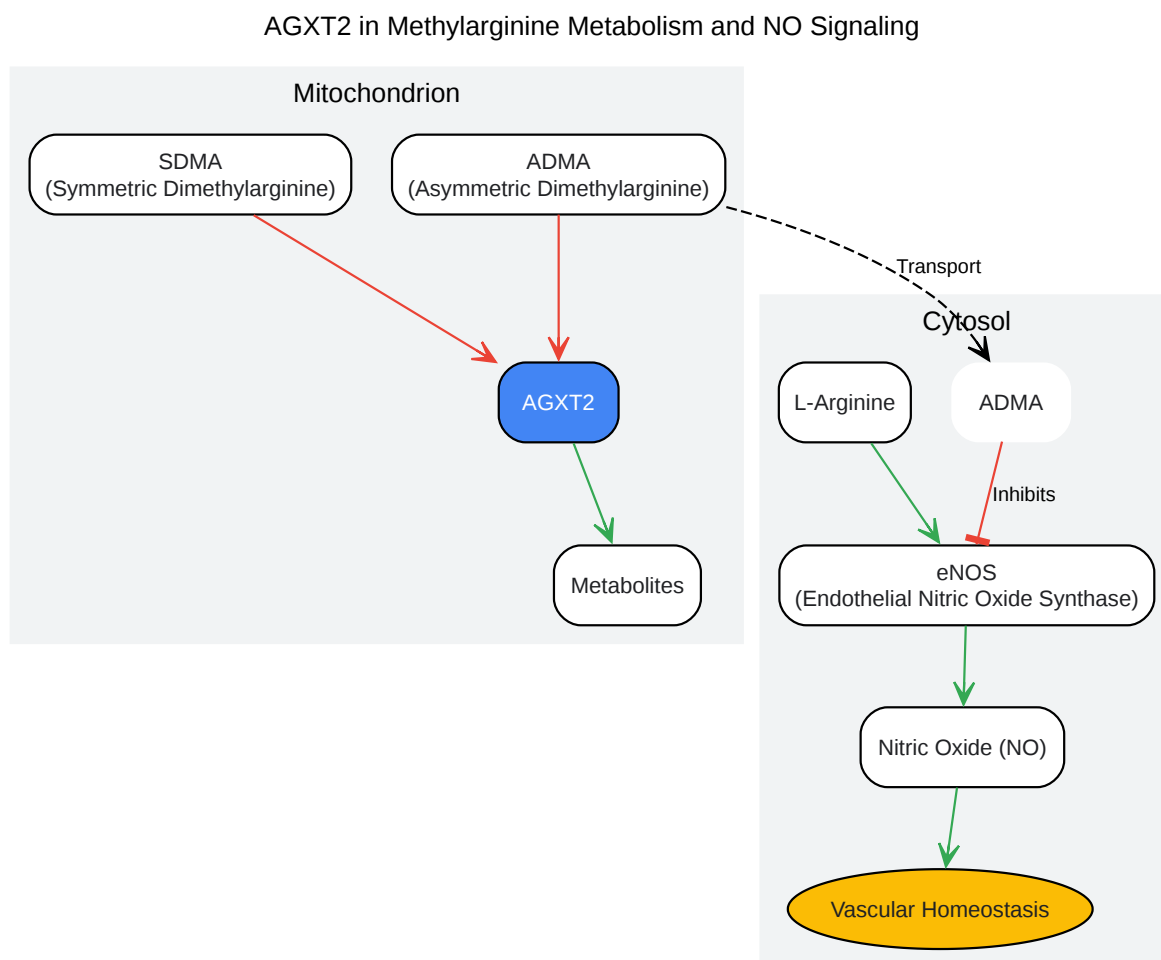 AGXT2 in Methylarginine Metabolism and NO Signaling
Mitochondrion
SDMA
(Symmetric Dimethylarginine)
ADMA
(Asymmetric Dimethylarginine)
Transport
Cytosol
AGXT2
L-Arginine
ADMA
Inhibits
Metabolites
eNOS
(Endothelial Nitric Oxide Synthase)
Nitric Oxide (NO)
Vascular Homeostasis